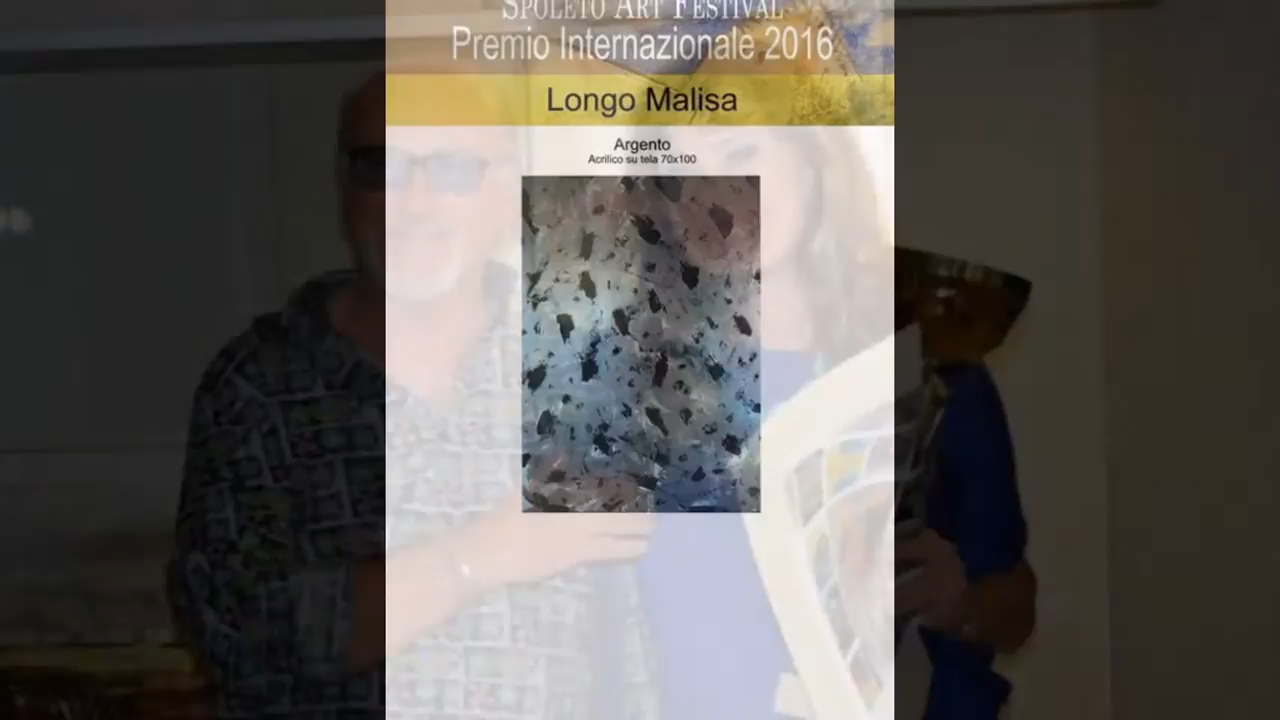 SPOLETO ART FESTIVAL
Premio Internazionale 2016
Longo Malisa
Argento
Acrilico su tela 70x100